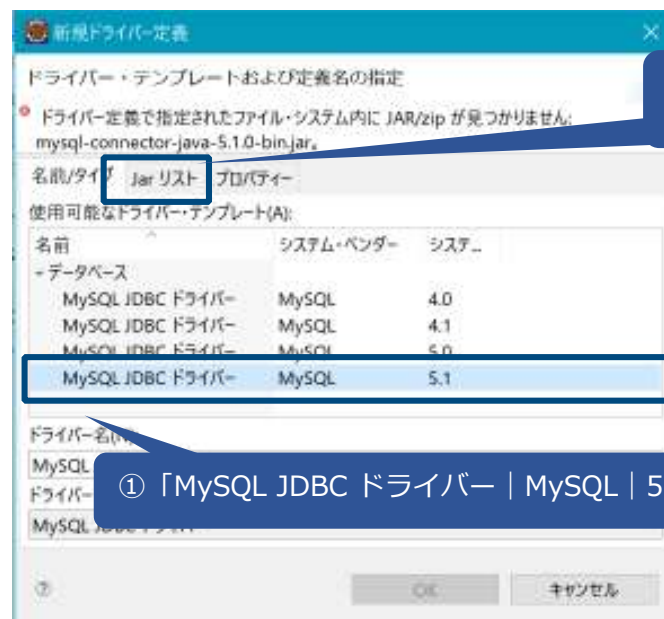 新規ドライバー定義
ドライバー・テンプレートおよび定義名の指定
ドライバー定義で指定されたファイル・システム内に JAR/zip が見つかりません:
mysql-connector-java-5.1.0-bin.jar。
名前/タイプ Jar リスト プロパティー
使用可能なドライバー・テンプレート(A):
名前 システム・ベンダー システ...
データベース
MySQL JDBC ドライバー MySQL 4.0
MySQL JDBC ドライバー MySQL 4.1
MySQL JDBC ドライバー MySQL 5.0
MySQL JDBC ドライバー MySQL 5.1
ドライバー名
MySQL
①「MySQL JDBC ドライバー｜MySQL｜5
ドライバー
MySQL
OK キャンセル